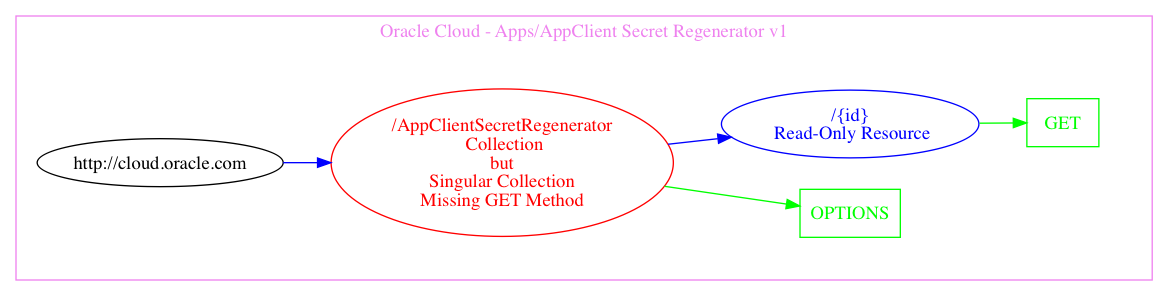 Oracle Cloud - Apps/AppClient Secret Regenerator v1
http://cloud.oracle.com
/AppClientSecretRegenerator
Collection
but
Singular Collection
Missing GET Method
/{id}
Read-Only Resource
GET
OPTIONS